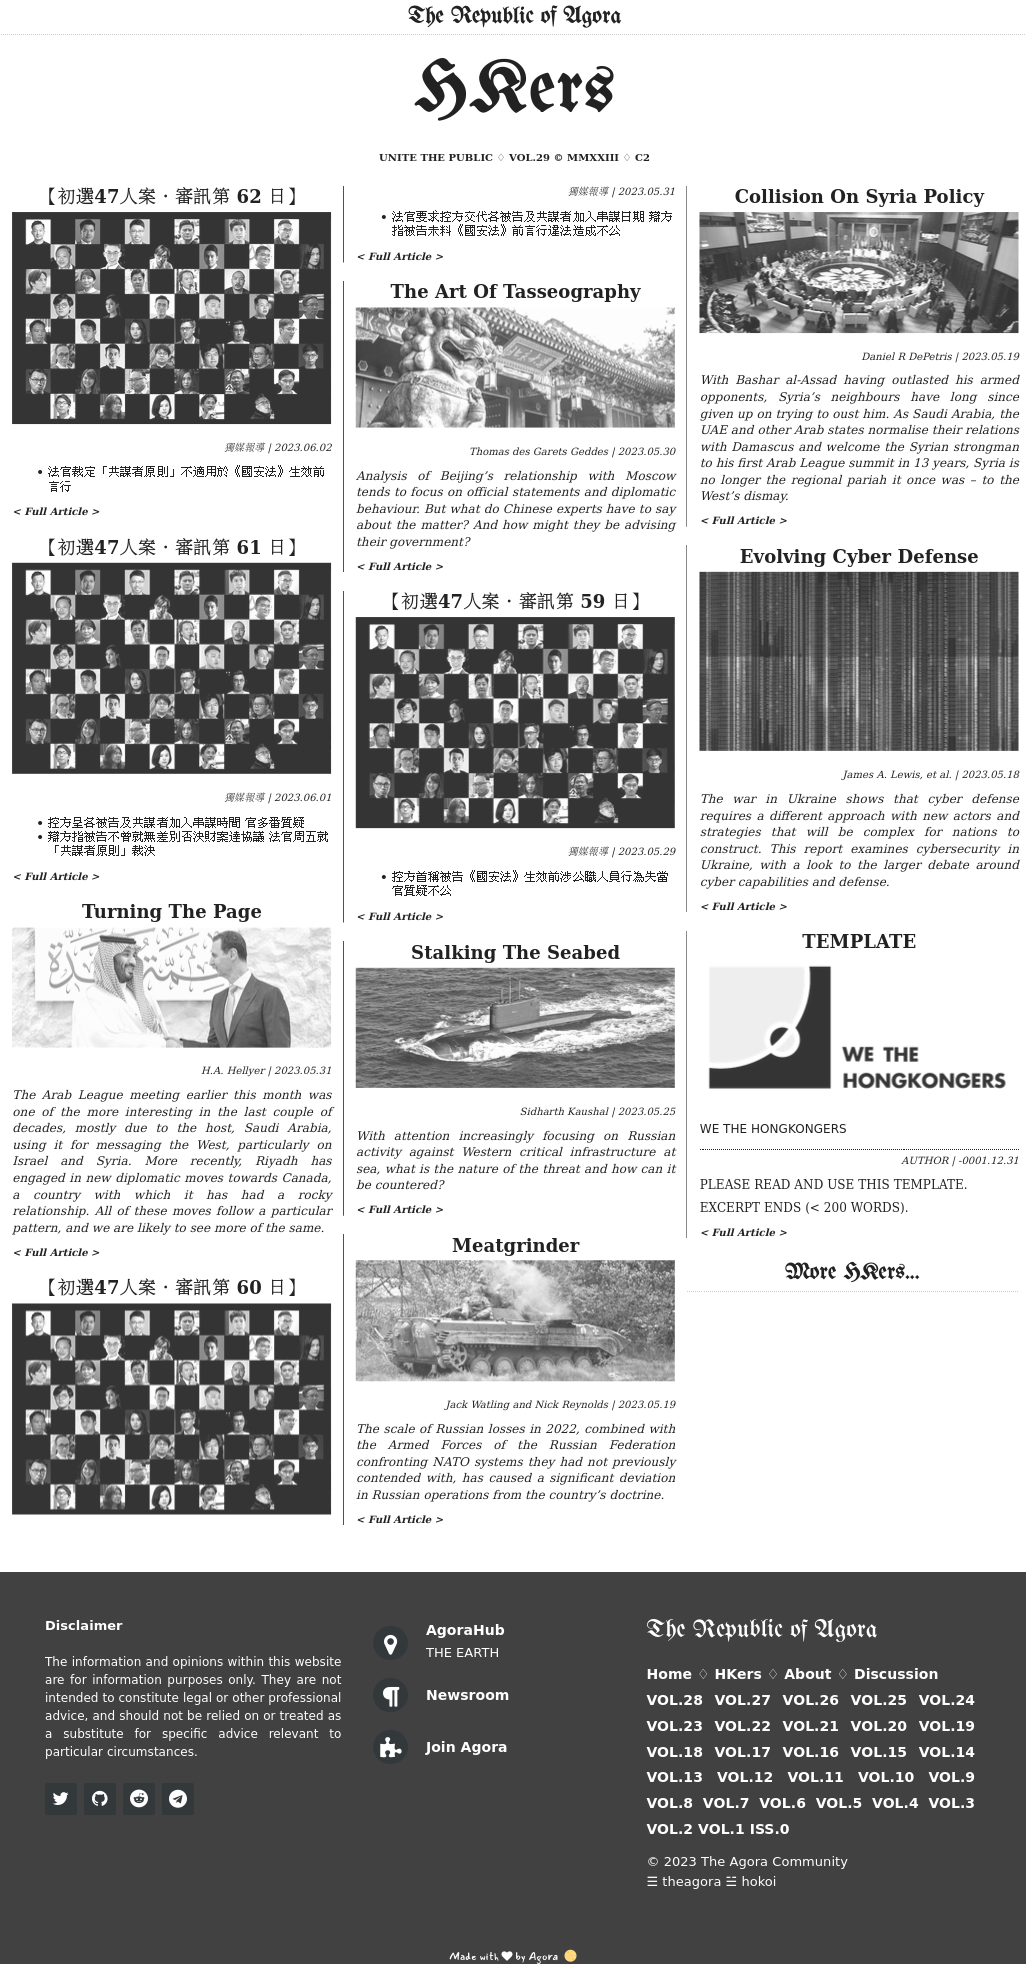 The Republic of Agora
HKers
UNITE THE PUBLIC ♢ VOL.29 © MMXXIII ♢ C2
【初選47人案・審訊第 62 日】
獨媒報導 | 2023.06.02
• 法官裁定「共謀者原則」不適用於《國安法》生效前
言行
< Full Article >
【初選47人案・審訊第 61 日】
獨媒報導 | 2023.06.01
• 控方呈各被告及共謀者加入串謀時間 官多番質疑
• 辯方指被告不曾就無差別否決財案達協議 法官周五就
「共謀者原則」裁決
< Full Article >
Turning The Page
H.A. Hellyer | 2023.05.31
The Arab League meeting earlier this month was
one of the more interesting in the last couple of
decades, mostly due to the host, Saudi Arabia,
using it for messaging the West, particularly on
Israel and Syria. More recently, Riyadh has
engaged in new diplomatic moves towards Canada,
a country with which it has had a rocky
relationship. All of these moves follow a particular
pattern, and we are likely to see more of the same.
< Full Article >
【初選47人案・審訊第 60 日】
獨媒報導 | 2023.05.31
• 法官要求控方交代各被告及共謀者加入串謀日期 辯方
指被告未料《國安法》前言行違法造成不公
< Full Article >
The Art Of Tasseography
Thomas des Garets Geddes | 2023.05.30
Analysis of Beijing’s relationship with Moscow
tends to focus on official statements and diplomatic
behaviour. But what do Chinese experts have to say
about the matter? And how might they be advising
their government?
< Full Article >
【初選47人案・審訊第 59 日】
獨媒報導 | 2023.05.29
• 控方首稱被告《國安法》生效前涉公職人員行為失當
官質疑不公
< Full Article >
Stalking The Seabed
Sidharth Kaushal | 2023.05.25
With attention increasingly focusing on Russian
activity against Western critical infrastructure at
sea, what is the nature of the threat and how can it
be countered?
< Full Article >
Meatgrinder
Jack Watling and Nick Reynolds | 2023.05.19
The scale of Russian losses in 2022, combined with
the Armed Forces of the Russian Federation
confronting NATO systems they had not previously
contended with, has caused a significant deviation
in Russian operations from the country’s doctrine.
< Full Article >
Collision On Syria Policy
Daniel R DePetris | 2023.05.19
With Bashar al-Assad having outlasted his armed
opponents, Syria’s neighbours have long since
given up on trying to oust him. As Saudi Arabia, the
UAE and other Arab states normalise their relations
with Damascus and welcome the Syrian strongman
to his first Arab League summit in 13 years, Syria is
no longer the regional pariah it once was – to the
West’s dismay.
< Full Article >
Evolving Cyber Defense
James A. Lewis, et al. | 2023.05.18
The war in Ukraine shows that cyber defense
requires a different approach with new actors and
strategies that will be complex for nations to
construct. This report examines cybersecurity in
Ukraine, with a look to the larger debate around
cyber capabilities and defense.
< Full Article >
TEMPLATE
WE THE
HONGKONGERS
WE THE HONGKONGERS
AUTHOR | -0001.12.31
PLEASE READ AND USE THIS TEMPLATE.
EXCERPT ENDS (< 200 WORDS).
< Full Article >
More HKers...
Disclaimer
The information and opinions within this website
are for information purposes only. They are not
intended to constitute legal or other professional
advice, and should not be relied on or treated as
a substitute for specific advice relevant to
particular circumstances.
AgoraHub
THE EARTH
Newsroom
Join Agora
The Republic of Agora
Home ♢ HKers ♢ About ♢ Discussion
VOL.28 VOL.27 VOL.26 VOL.25 VOL.24
VOL.23 VOL.22 VOL.21 VOL.20 VOL.19
VOL.18 VOL.17 VOL.16 VOL.15 VOL.14
VOL.13 VOL.12 VOL.11 VOL.10 VOL.9
VOL.8 VOL.7 VOL.6 VOL.5 VOL.4 VOL.3
VOL.2 VOL.1 ISS.0
© 2023 The Agora Community
☰ theagora ☱ hokoi
Made with ♥ by Agora